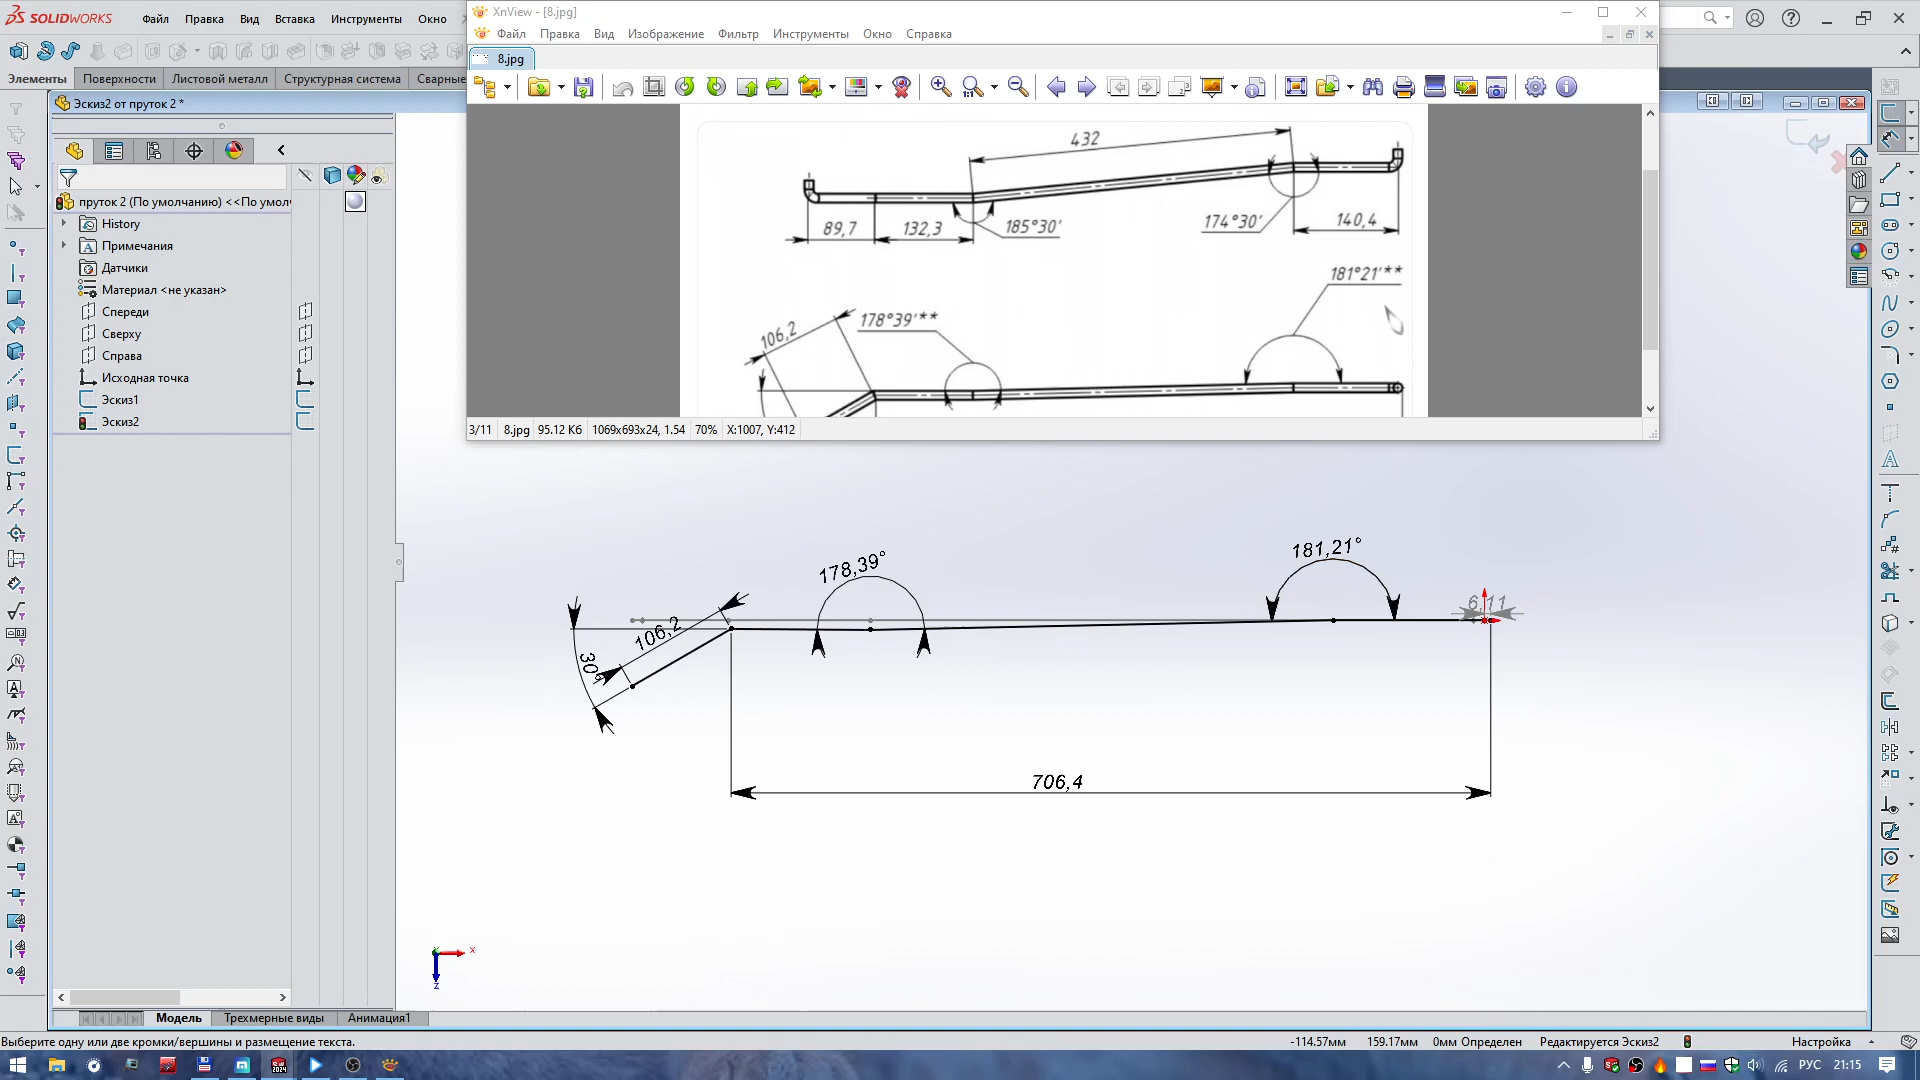 SOLIDWORKS
Файл Правка Вид Вставка Инструменты Окно
Элементы Поверхности Листовой металл Структурная система Сварные
Эскиз2 от пруток 2 *
пруток 2 (По умолчанию) <<По умол
History
Примечания
Датчики
Материал <не указан>
Спереди
Сверху
Справа
Исходная точка
Эскиз1
Эскиз2
XnView - [8.jpg]
Файл Правка Вид Изображение Фильтр Инструменты Окно Справка
8.jpg
432
89,7
132,3
185°30'
174°30'
140,4
181°21'**
106,2
178°39'**
3/11 8.jpg 95.12 Кб 1069x693x24, 1.54 70% X:1007, Y:412
178,39°
181,21°
6,11
106,2
30°
706,4
x
z
Модель Трехмерные виды Анимация1
Выберите одну или две кромки/вершины и размещение текста.
-114.57мм 159.17мм 0мм Определен Редактируется Эскиз2 Настройка
РУС 21:15